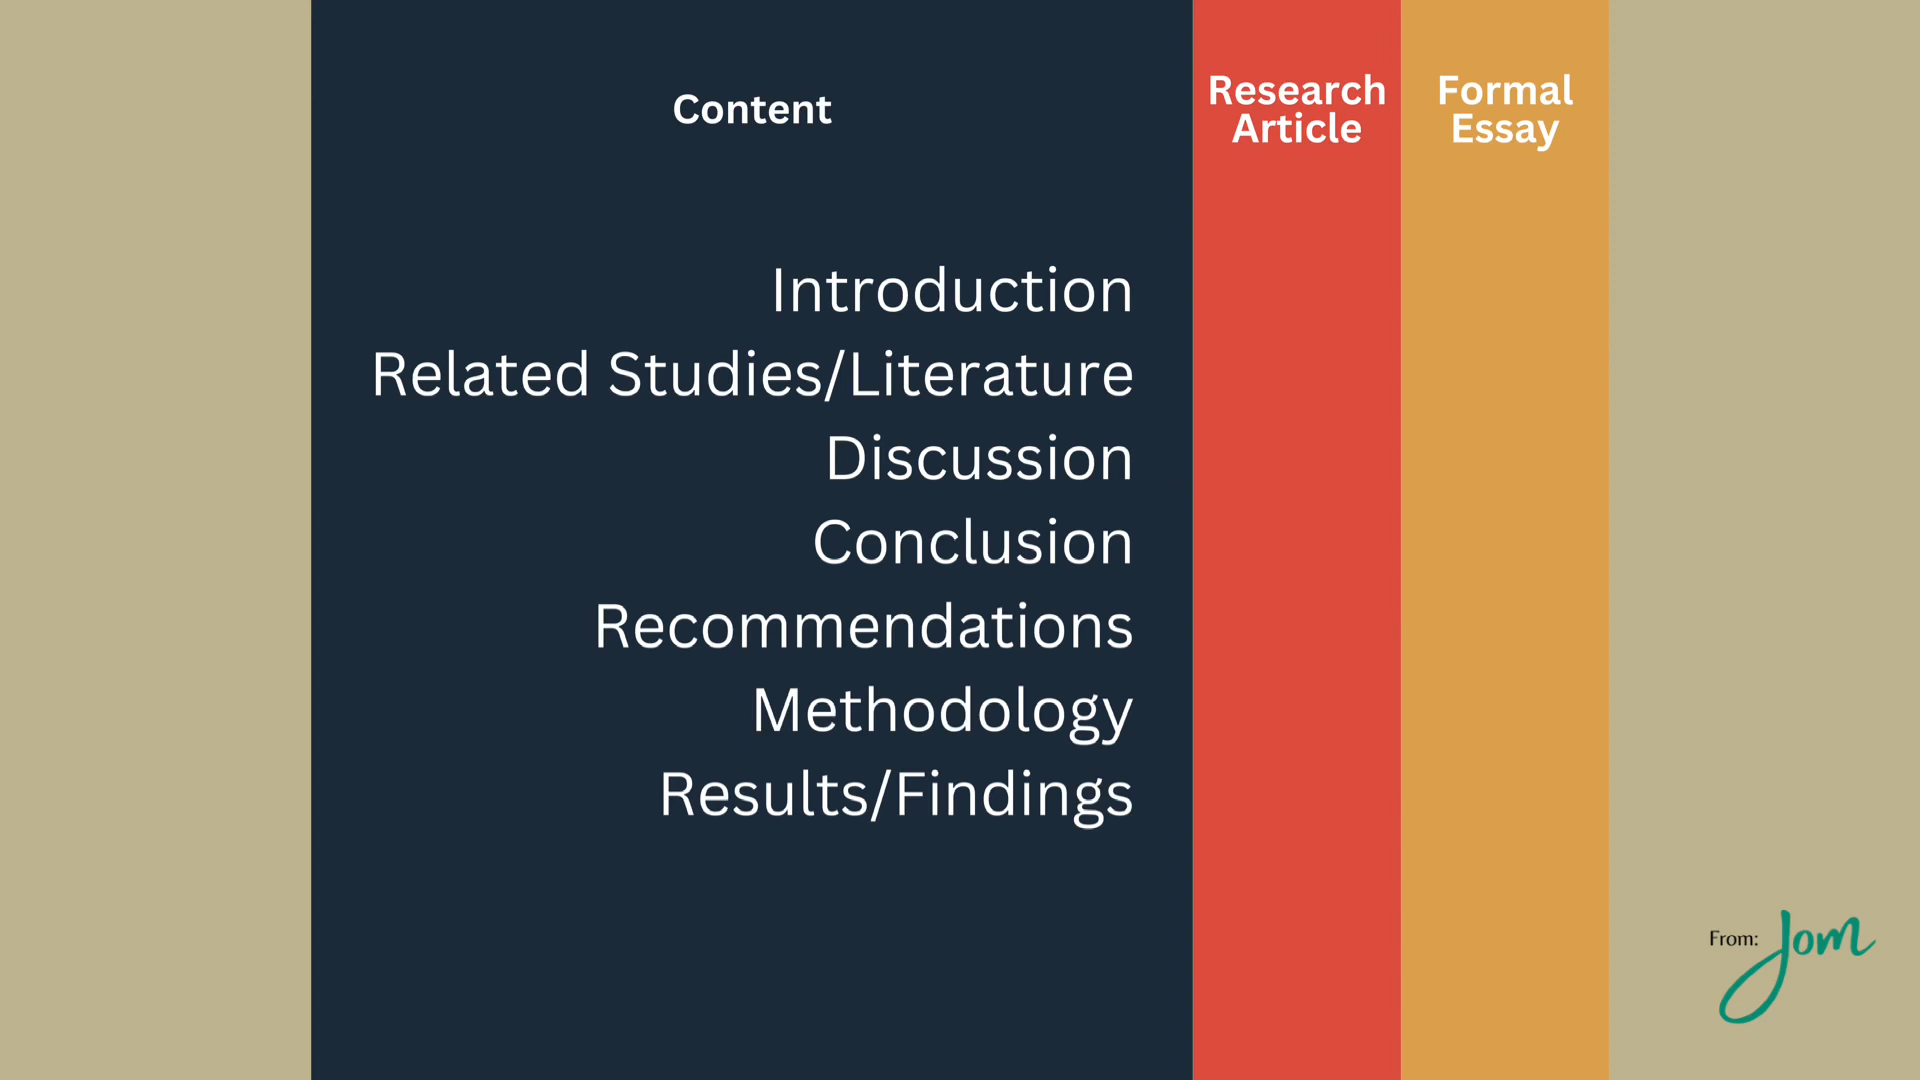 Content
Research
Article
Formal
Essay
Introduction
Related Studies/Literature
Discussion
Conclusion
Recommendations
Methodology
Results/Findings
From: Jom